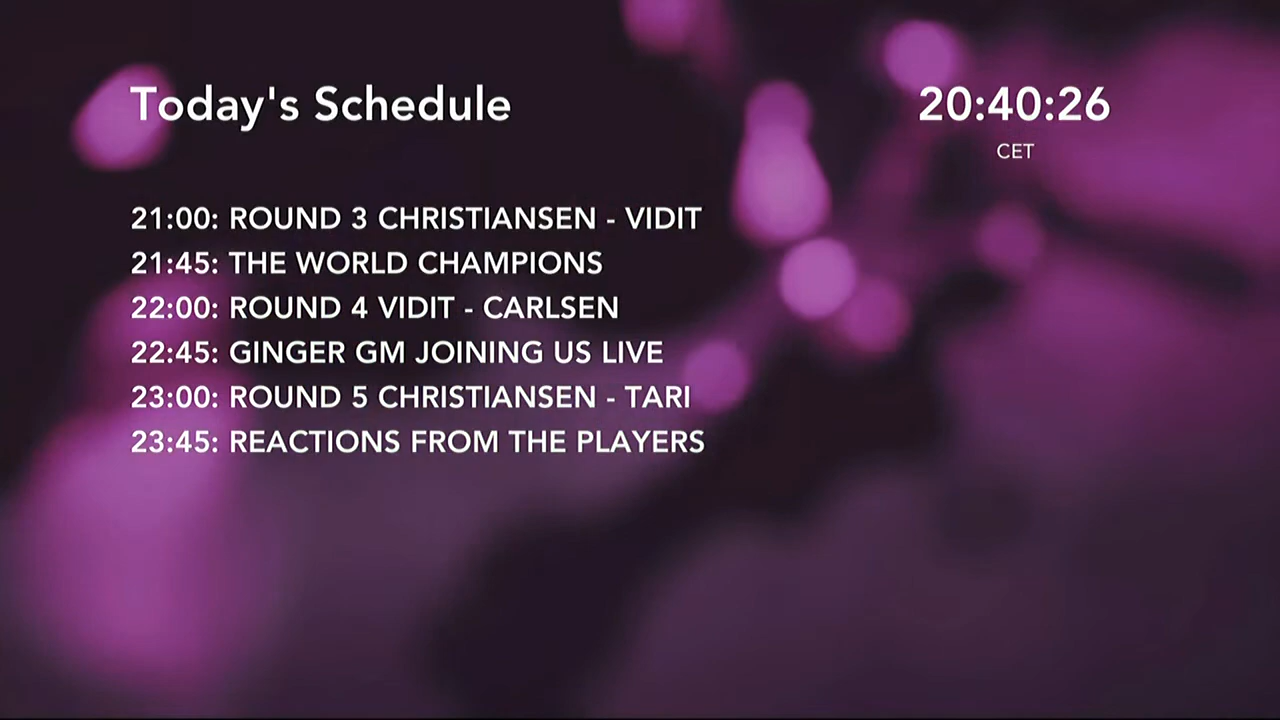 Today's Schedule
20:40:26
CET
21:00: ROUND 3 CHRISTIANSEN - VIDIT
21:45: THE WORLD CHAMPIONS
22:00: ROUND 4 VIDIT - CARLSEN
22:45: GINGER GM JOINING US LIVE
23:00: ROUND 5 CHRISTIANSEN - TARI
23:45: REACTIONS FROM THE PLAYERS